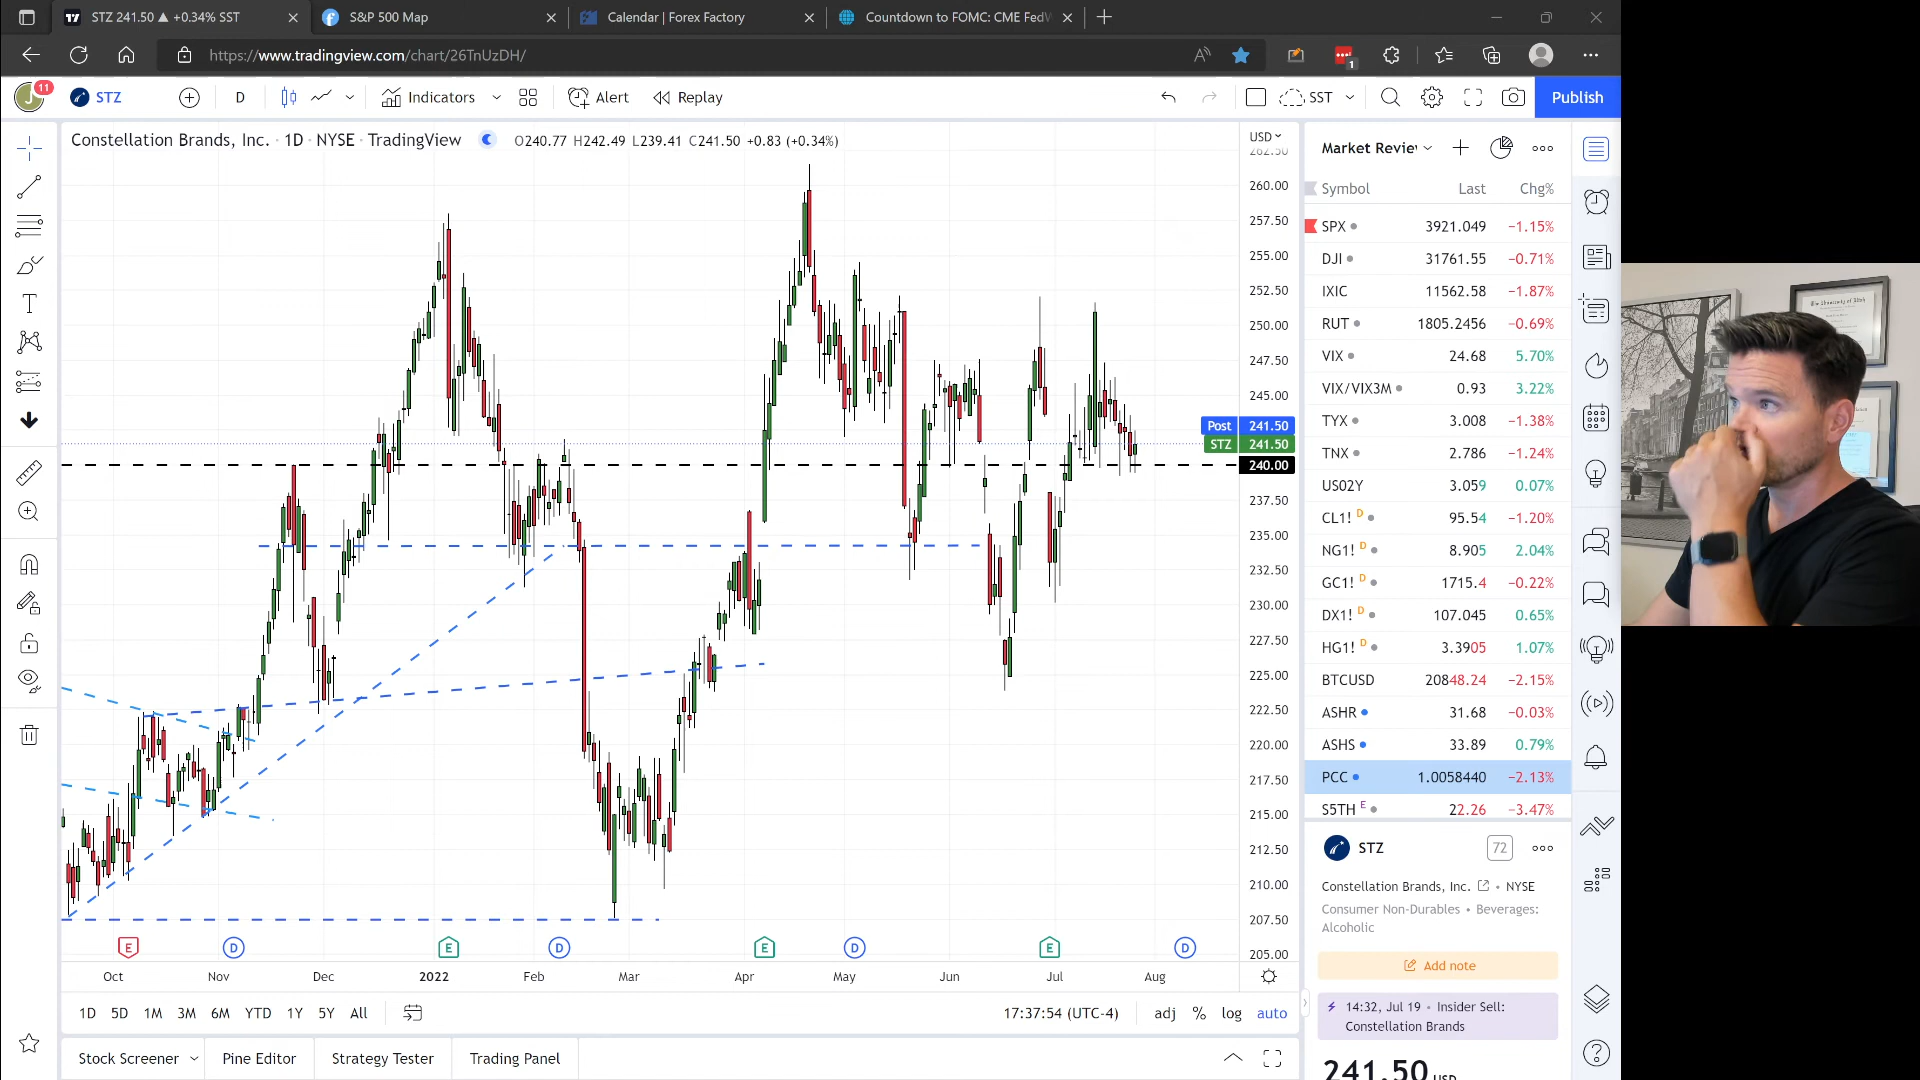 STZ 241.50 ▲ +0.34% SST
S&P 500 Map
Calendar | Forex Factory
Countdown to FOMC: CME FedW
https://www.tradingview.com/chart/26TnUzDH/
1
11
STZ
D
Indicators
Alert
Replay
SST
Publish
Constellation Brands, Inc. · 1D · NYSE · TradingView
O240.77 H242.49 L239.41 C241.50 +0.83 (+0.34%)
USD
262.50
260.00
257.50
255.00
252.50
250.00
247.50
245.00
Post 241.50
STZ 241.50
240.00
237.50
235.00
232.50
230.00
227.50
225.00
222.50
220.00
217.50
215.00
212.50
210.00
207.50
205.00
E D E D E D E D
Oct Nov Dec 2022 Feb Mar Apr May Jun Jul Aug
1D 5D 1M 3M 6M YTD 1Y 5Y All
17:37:54 (UTC-4)
adj % log auto
Stock Screener
Pine Editor
Strategy Tester
Trading Panel
Market Review
Symbol Last Chg%
SPX 3921.049 −1.15%
DJI 31761.55 −0.71%
IXIC 11562.58 −1.87%
RUT 1805.2456 −0.69%
VIX 24.68 5.70%
VIX/VIX3M 0.93 3.22%
TYX 3.008 −1.38%
TNX 2.786 −1.24%
US02Y 3.059 0.07%
CL1! D 95.54 −1.20%
NG1! D 8.905 2.04%
GC1! D 1715.4 −0.22%
DX1! D 107.045 0.65%
HG1! D 3.3905 1.07%
BTCUSD 20848.24 −2.15%
ASHR 31.68 −0.03%
ASHS 33.89 0.79%
PCC 1.0058440 −2.13%
S5TH E 22.26 −3.47%
STZ
72
Constellation Brands, Inc. • NYSE
Consumer Non-Durables • Beverages:
Alcoholic
Add note
14:32, Jul 19 • Insider Sell:
Constellation Brands
241.50 USD